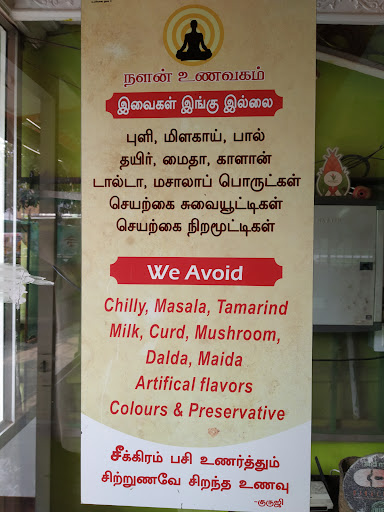 நளன் உணவகம்
இவைகள் இங்கு இல்லை
புளி, மிளகாய், பால்
தயிர், மைதா, காளான்
டால்டா, மசாலாப் பொருட்கள்
செயற்கை சுவையூட்டிகள்
செயற்கை நிறமூட்டிகள்
We Avoid
Chilly, Masala, Tamarind
Milk, Curd, Mushroom,
Dalda, Maida
Artifical flavors
Colours & Preservative
சீக்கிரம் பசி உணர்த்தும்
சிற்றுணவே சிறந்த உணவு
-குருஜி